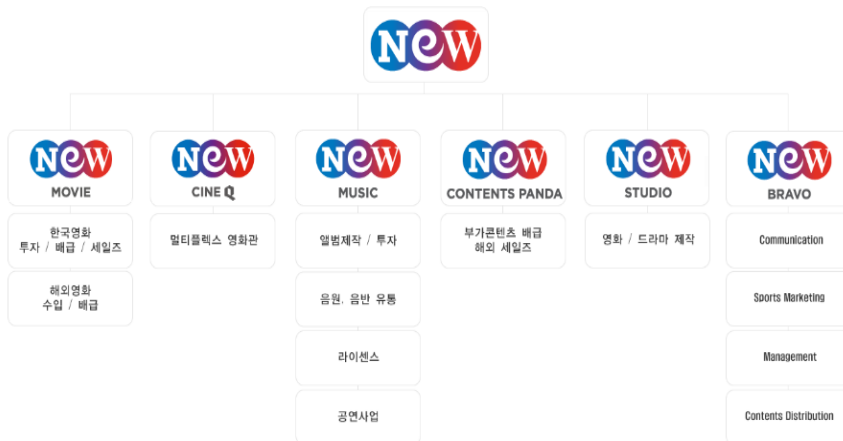 New
New
MOVIE
한국영화
투자 / 배급 / 세일즈
해외영화
수입 / 배급
New
CINE Q
멀티플렉스 영화관
New
MUSIC
앨범제작 / 투자
음원. 음반 유통
라이센스
공연사업
New
CONTENTS PANDA
부가콘텐츠 배급
해외 세일즈
New
STUDIO
영화 / 드라마 제작
New
BRAVO
Communication
Sports Marketing
Management
Contents Distribution